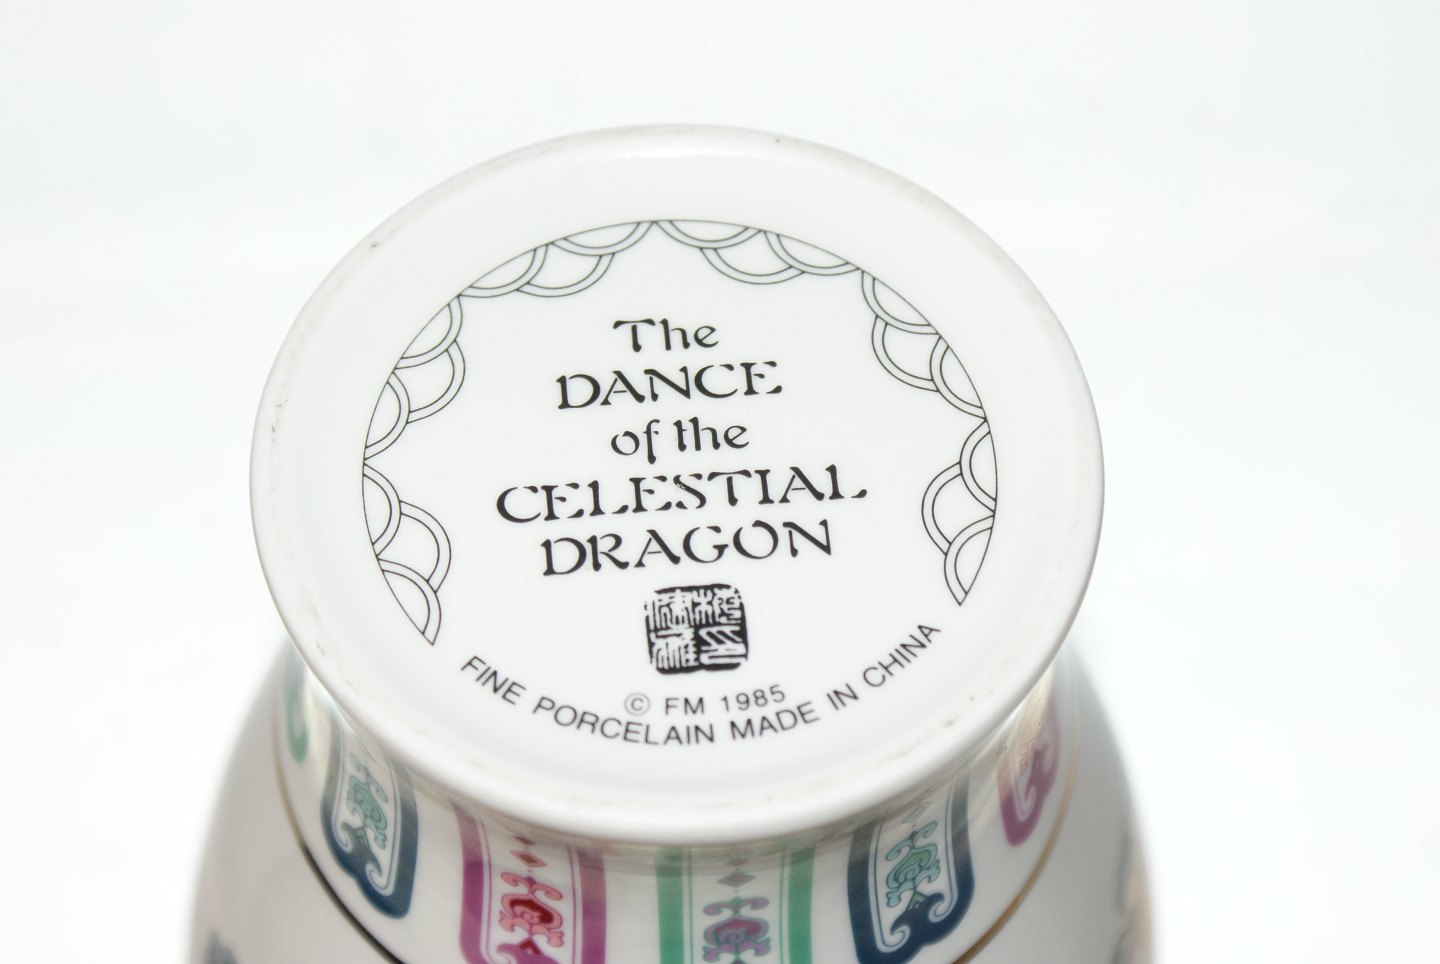 The
DANCE
of the
CELESTIAL
DRAGON
© FM 1985
FINE PORCELAIN MADE IN CHINA